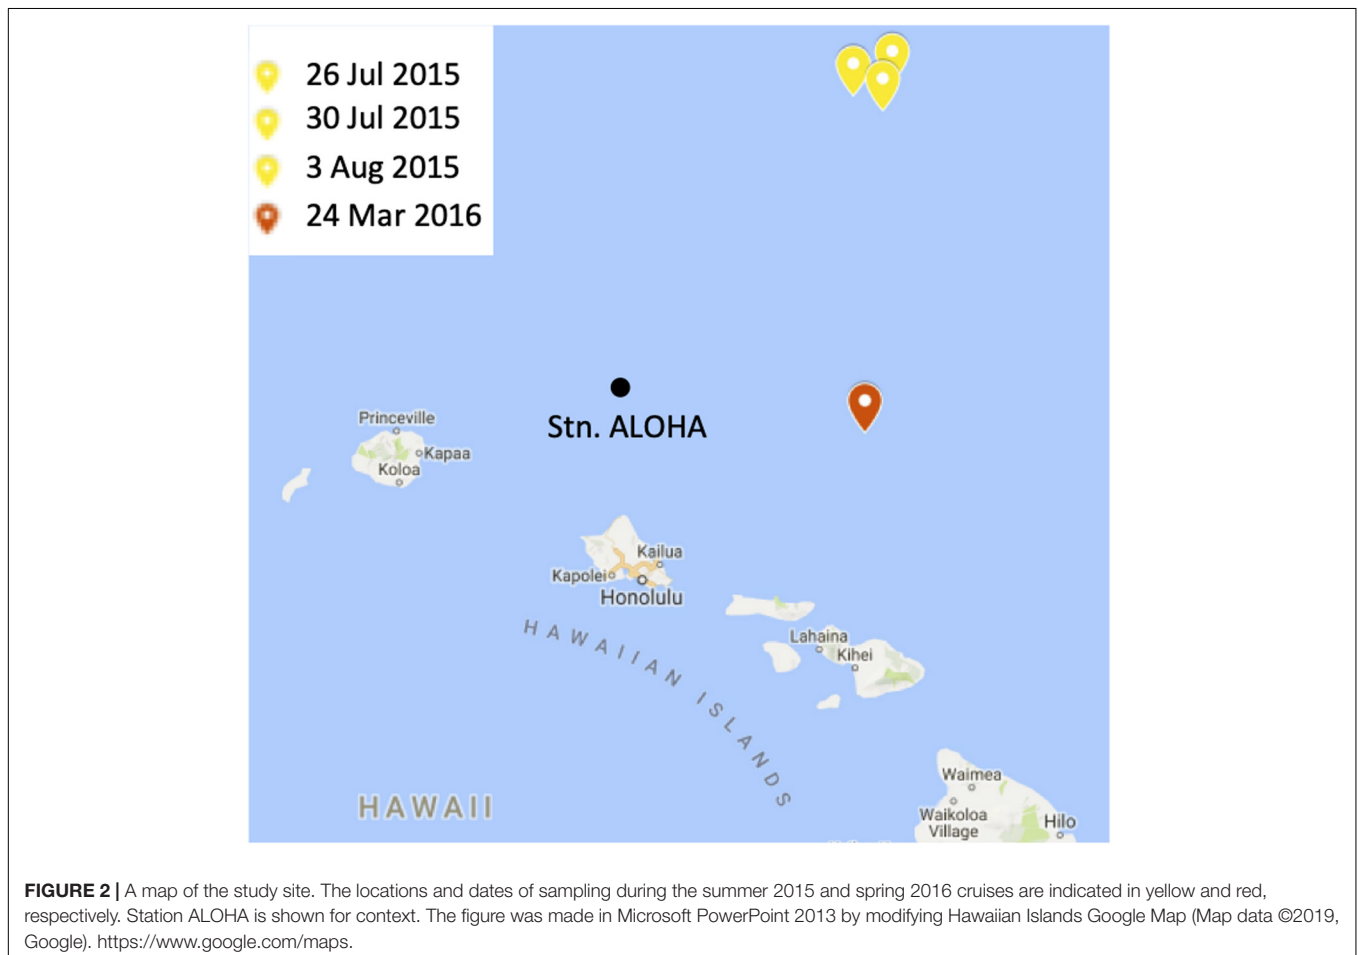 26 Jul 2015
30 Jul 2015
3 Aug 2015
24 Mar 2016
Stn. ALOHA
Princeville
Kapaa
Koloa
Kailua
Kapolei
Honolulu
HAWAIIAN ISLANDS
Lahaina
Kihei
Waimea
Waikoloa
Village
Hilo
HAWAII
FIGURE 2 | A map of the study site. The locations and dates of sampling during the summer 2015 and spring 2016 cruises are indicated in yellow and red,
respectively. Station ALOHA is shown for context. The figure was made in Microsoft PowerPoint 2013 by modifying Hawaiian Islands Google Map (Map data ©2019,
Google). https://www.google.com/maps.